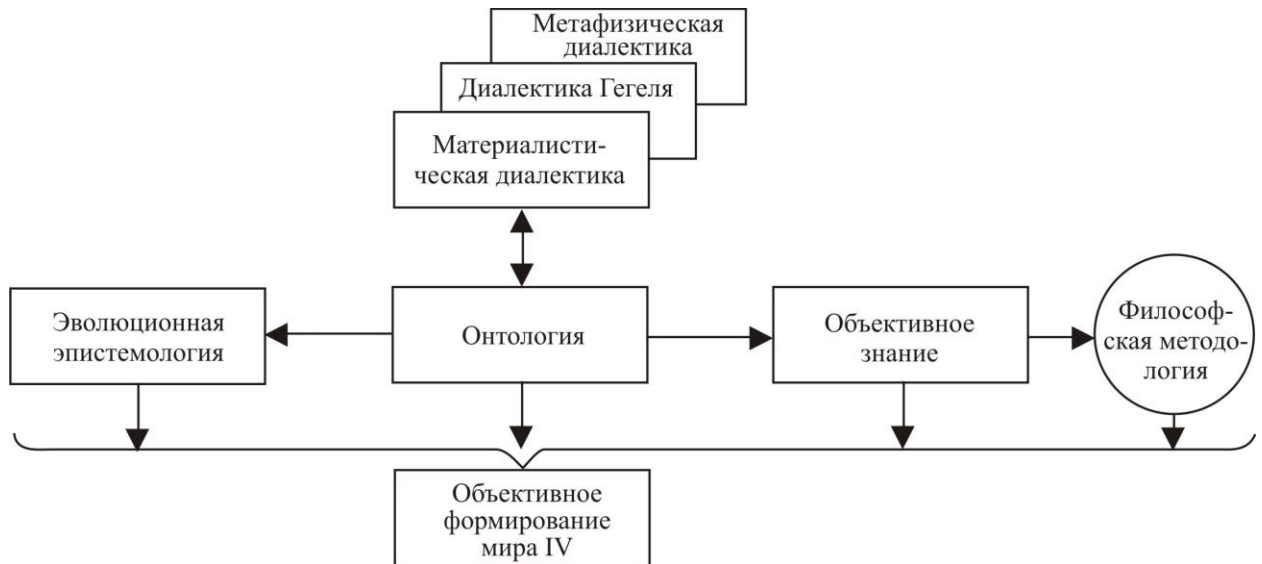 Метафизическая
диалектика
Диалектика Гегеля
Материалисти-
ческая диалектика
Эволюционная
эпистемология
Онтология
Объективное
знание
Философ-
ская методо-
логия
Объективное
формирование
мира IV